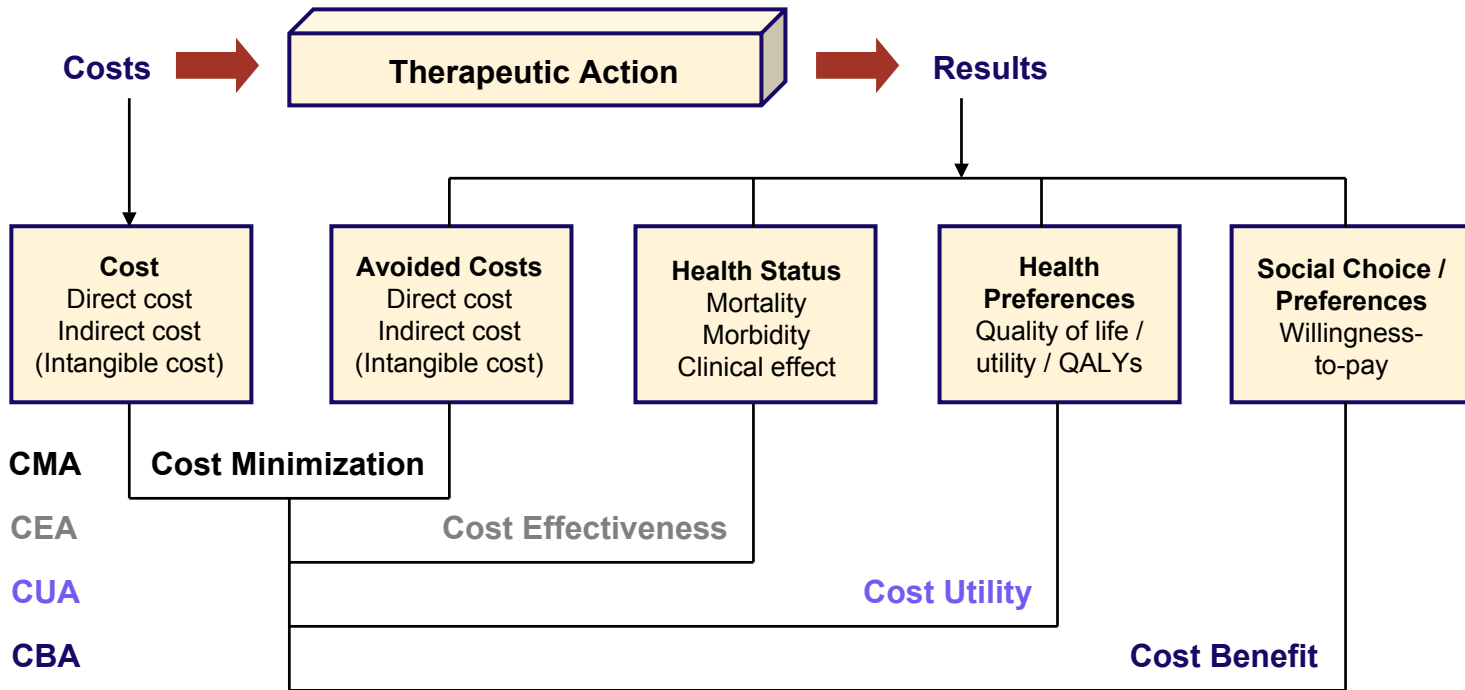 Costs
Therapeutic Action
Results
Cost
Direct cost
Indirect cost
(Intangible cost)
Avoided Costs
Direct cost
Indirect cost
(Intangible cost)
Health Status
Mortality
Morbidity
Clinical effect
Health
Preferences
Quality of life /
utility / QALYs
Social Choice /
Preferences
Willingness-
to-pay
CMA
Cost Minimization
CEA
Cost Effectiveness
CUA
Cost Utility
CBA
Cost Benefit